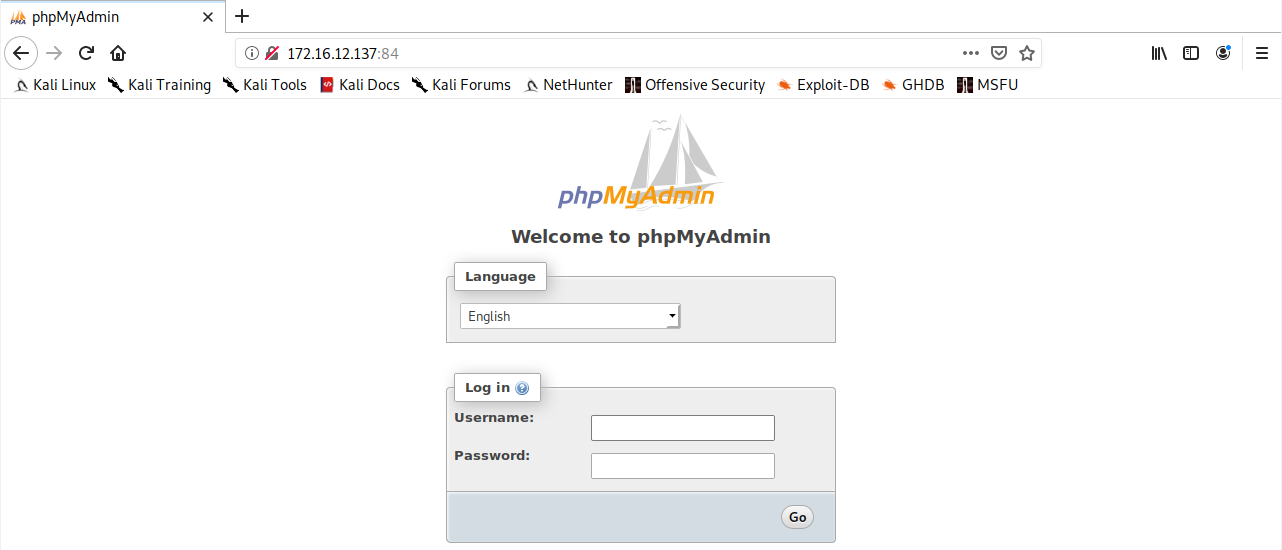 PMA phpMyAdmin
172.16.12.137:84
Kali Linux Kali Training Kali Tools Kali Docs Kali Forums NetHunter Offensive Security Exploit-DB GHDB MSFU
phpMyAdmin
Welcome to phpMyAdmin
Language
English
Log in
Username:
Password:
Go